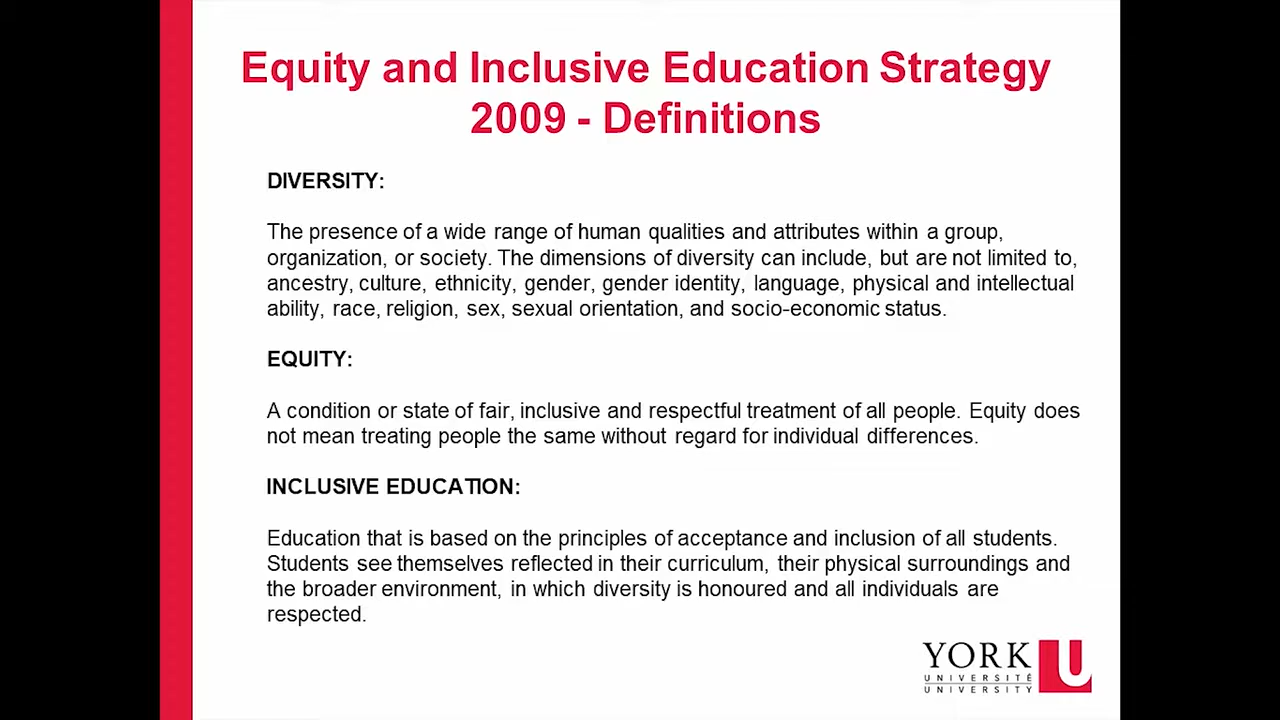 Equity and Inclusive Education Strategy
2009 - Definitions
DIVERSITY:
The presence of a wide range of human qualities and attributes within a group,
organization, or society. The dimensions of diversity can include, but are not limited to,
ancestry, culture, ethnicity, gender, gender identity, language, physical and intellectual
ability, race, religion, sex, sexual orientation, and socio-economic status.
EQUITY:
A condition or state of fair, inclusive and respectful treatment of all people. Equity does
not mean treating people the same without regard for individual differences.
INCLUSIVE EDUCATION:
Education that is based on the principles of acceptance and inclusion of all students.
Students see themselves reflected in their curriculum, their physical surroundings and
the broader environment, in which diversity is honoured and all individuals are
respected.
YORK U
UNIVERSITÉ
UNIVERSITY